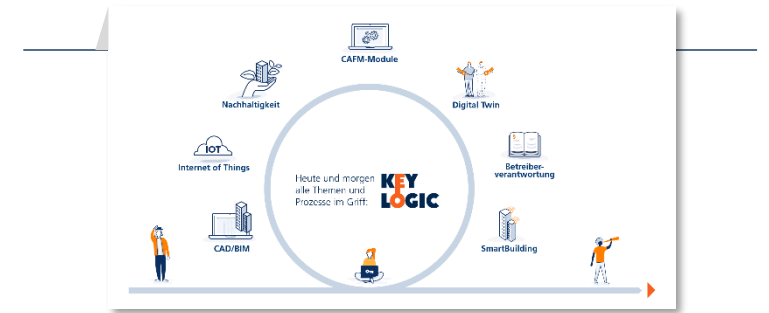 CAFM-Module
Nachhaltigkeit
Digital Twin
IOT
Internet of Things
Betreiber-
verantwortung
Heute und morgen
alle Themen und
Prozesse im Griff:
KEY
LOGIC
CAD/BIM
SmartBuilding